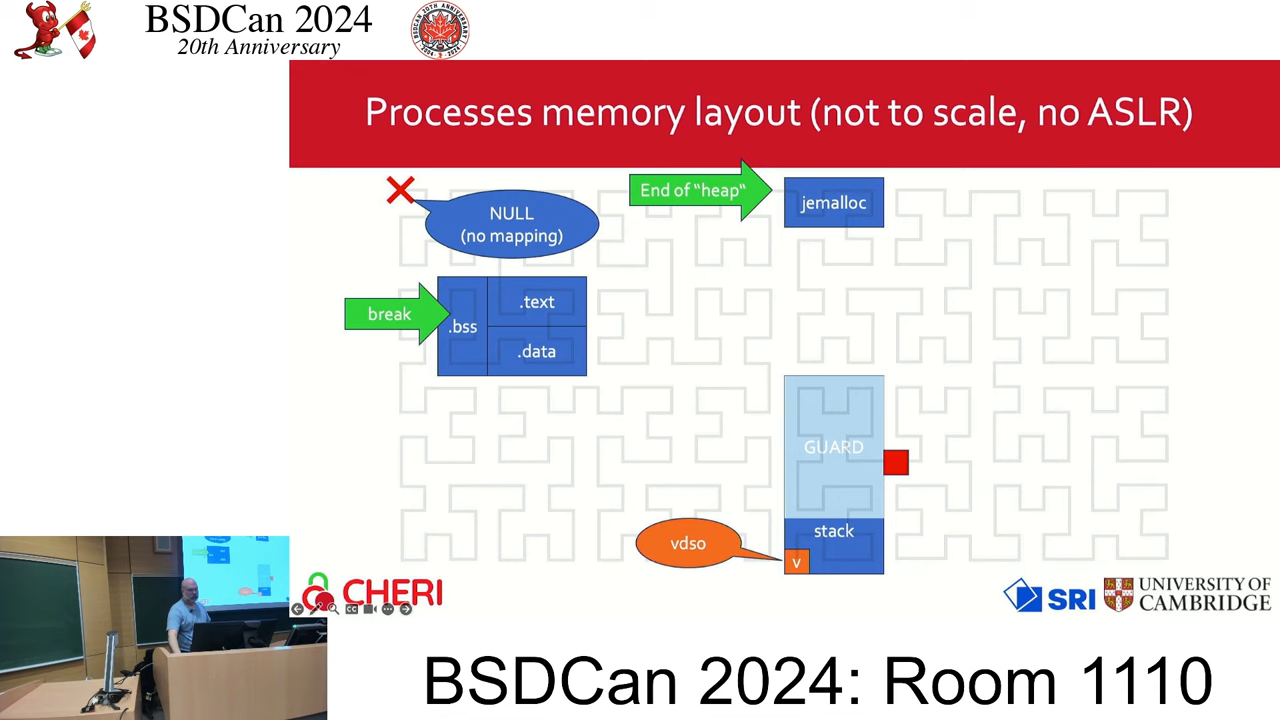 BSDCan 2024
20th Anniversary
Processes memory layout (not to scale, no ASLR)
NULL
(no mapping)
End of "heap"
jemalloc
break
.bss
.text
.data
GUARD
stack
vdso
v
CHERI
SRI
UNIVERSITY OF
CAMBRIDGE
BSDCan 2024: Room 1110